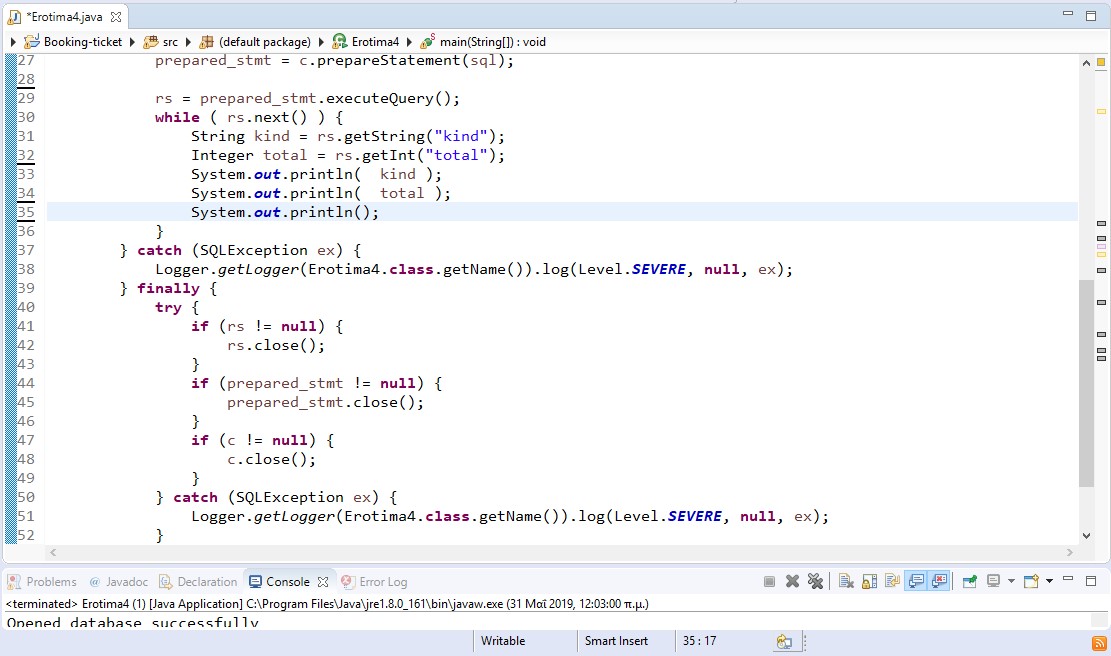 *Erotima4.java
Booking-ticket src (default package) Erotima4 main(String[]) : void
27 prepared_stmt = c.prepareStatement(sql);
28
29 rs = prepared_stmt.executeQuery();
30 while ( rs.next() ) {
31 String kind = rs.getString("kind");
32 Integer total = rs.getInt("total");
33 System.out.println(  kind );
34 System.out.println(  total );
35 System.out.println();
36 }
37 } catch (SQLException ex) {
38 Logger.getLogger(Erotima4.class.getName()).log(Level.SEVERE, null, ex);
39 } finally {
40 try {
41 if (rs != null) {
42 rs.close();
43 }
44 if (prepared_stmt != null) {
45 prepared_stmt.close();
46 }
47 if (c != null) {
48 c.close();
49 }
50 } catch (SQLException ex) {
51 Logger.getLogger(Erotima4.class.getName()).log(Level.SEVERE, null, ex);
52 }
Problems @ Javadoc Declaration Console Error Log
<terminated> Erotima4 (1) [Java Application] C:\Program Files\Java\jre1.8.0_161\bin\javaw.exe (31 Μαΐ 2019, 12:03:00 π.μ.)
Opened database successfully
Writable Smart Insert 35 : 17